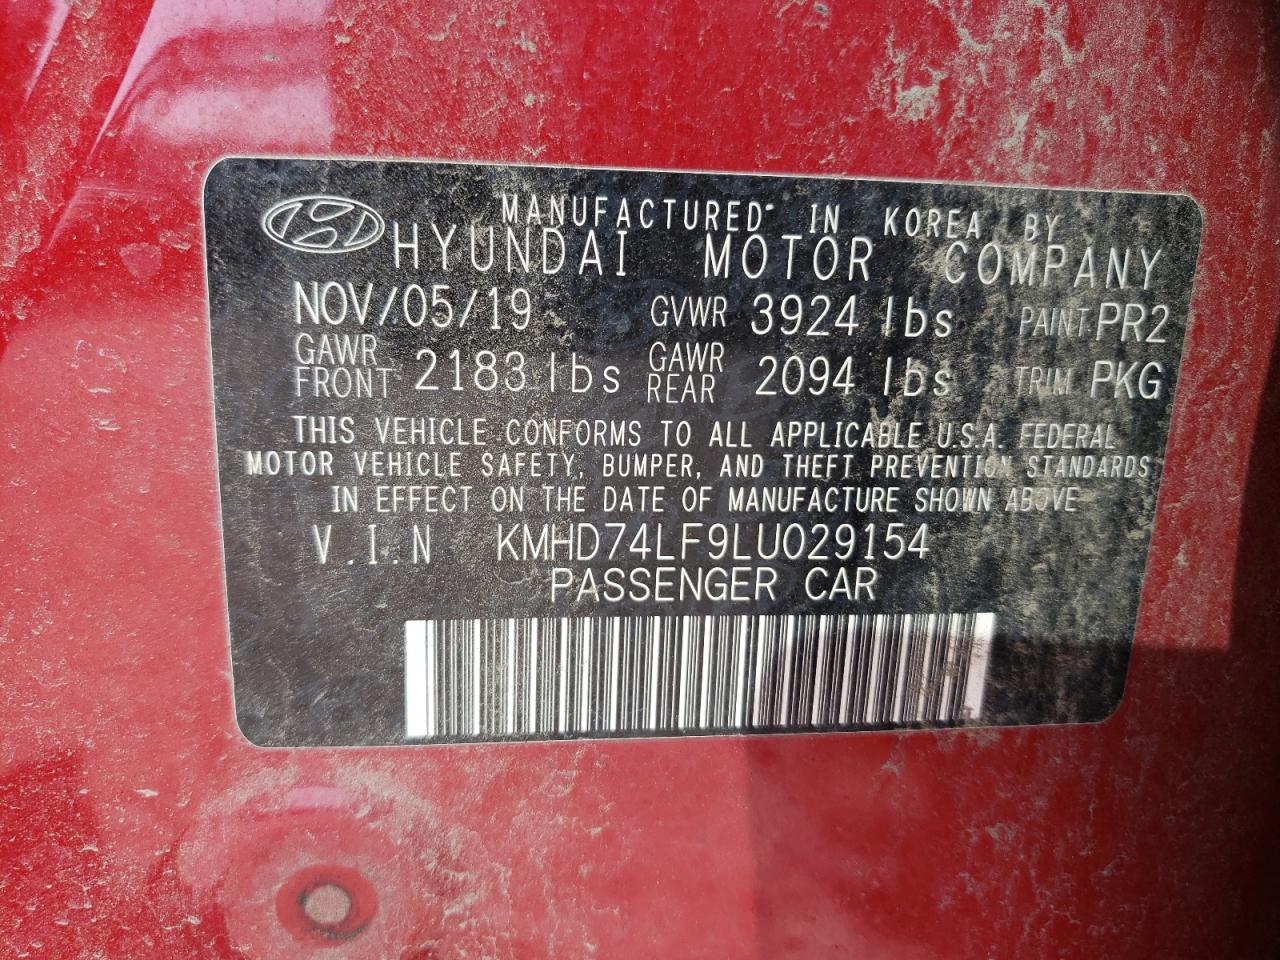 MANUFACTURED IN KOREA BY
HYUNDAI MOTOR COMPANY
NOV/05/19 GVWR 3924 lbs PAINT PR2
GAWR FRONT 2183 lbs GAWR REAR 2094 lbs TRIM PKG
THIS VEHICLE CONFORMS TO ALL APPLICABLE U.S.A. FEDERAL
MOTOR VEHICLE SAFETY, BUMPER, AND THEFT PREVENTION STANDARDS
IN EFFECT ON THE DATE OF MANUFACTURE SHOWN ABOVE
V.I.N KMHD74LF9LU029154
PASSENGER CAR